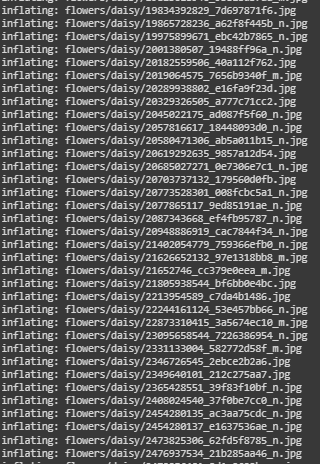 inflating: flowers/daisy/19834392829_7d697871f6.jpg
inflating: flowers/daisy/19865728236_a62f8f445b_n.jpg
inflating: flowers/daisy/19975899671_ebc42b7865_n.jpg
inflating: flowers/daisy/2001380507_19488ff96a_n.jpg
inflating: flowers/daisy/20182559506_40a112f762.jpg
inflating: flowers/daisy/2019064575_7656b9340f_m.jpg
inflating: flowers/daisy/20289938802_e16fa9f23d.jpg
inflating: flowers/daisy/20329326505_a777c71cc2.jpg
inflating: flowers/daisy/2045022175_ad087f5f60_n.jpg
inflating: flowers/daisy/2057816617_18448093d0_n.jpg
inflating: flowers/daisy/20580471306_ab5a011b15_n.jpg
inflating: flowers/daisy/20619292635_9857a12d54.jpg
inflating: flowers/daisy/20685027271_0e7306e7c1_n.jpg
inflating: flowers/daisy/20703737132_179560d0fb.jpg
inflating: flowers/daisy/20773528301_008fcbc5a1_n.jpg
inflating: flowers/daisy/2077865117_9ed85191ae_n.jpg
inflating: flowers/daisy/2087343668_ef4fb95787_n.jpg
inflating: flowers/daisy/20948886919_cac7844f34_n.jpg
inflating: flowers/daisy/21402054779_759366efb0_n.jpg
inflating: flowers/daisy/21626652132_97e1318bb8_m.jpg
inflating: flowers/daisy/21652746_cc379e0eea_m.jpg
inflating: flowers/daisy/21805938544_bf6bb0e4bc.jpg
inflating: flowers/daisy/2213954589_c7da4b1486.jpg
inflating: flowers/daisy/22244161124_53e457bb66_n.jpg
inflating: flowers/daisy/22873310415_3a5674ec10_m.jpg
inflating: flowers/daisy/23095658544_7226386954_n.jpg
inflating: flowers/daisy/2331133004_582772d58f_m.jpg
inflating: flowers/daisy/2346726545_2ebce2b2a6.jpg
inflating: flowers/daisy/2349640101_212c275aa7.jpg
inflating: flowers/daisy/2365428551_39f83f10bf_n.jpg
inflating: flowers/daisy/2408024540_37f0be7cc0_n.jpg
inflating: flowers/daisy/2454280135_ac3aa75cdc_n.jpg
inflating: flowers/daisy/2454280137_e1637536ae_n.jpg
inflating: flowers/daisy/2473825306_62fd5f8785_n.jpg
inflating: flowers/daisy/2476937534_21b285aa46_n.jpg